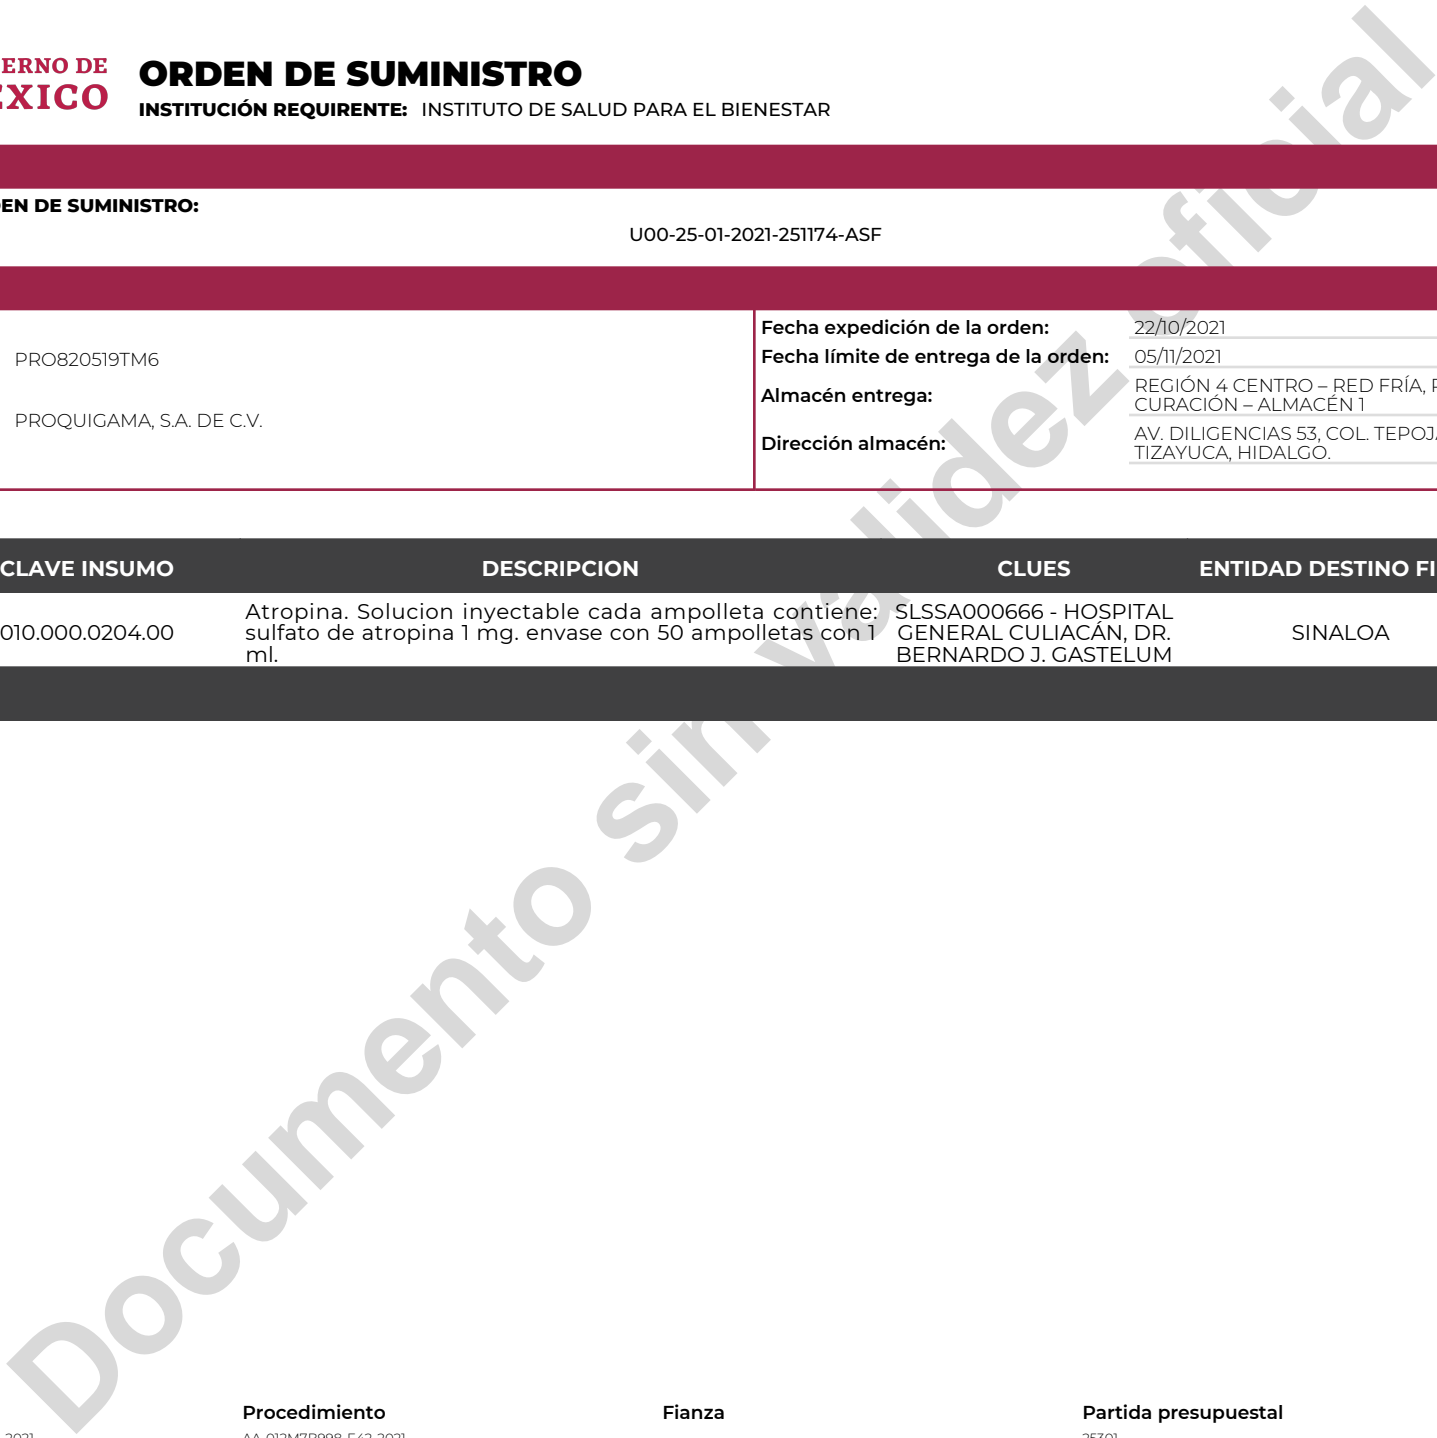 ERNO DE
ORDEN DE SUMINISTRO
INSTITUCIÓN REQUIRENTE: INSTITUTO DE SALUD PARA EL BIENESTAR
EN DE SUMINISTRO:
U00-25-01-2021-251174-ASF
PRO820519TM6
PROQUIGAMA, S.A. DE C.V.
Fecha expedición de la orden: 22/10/2021
Fecha límite de entrega de la orden: 05/11/2021
Almacén entrega:
REGIÓN 4 CENTRO – RED FRÍA,
CURACIÓN – ALMACÉN 1
Dirección almacén:
AV. DILIGENCIAS 53, COL.
TIZAYUCA, HIDALGO.
CLAVE INSUMO DESCRIPCION CLUES ENTIDAD DESTINO
010.000.0204.00
Atropina. Solucion inyectable cada ampolleta contiene:
sulfato de atropina 1 mg. envase con 50 ampolletas con 1
ml.
SLSSA000666 - HOSPITAL
GENERAL CULIACÁN, DR.
BERNARDO J. GASTELUM
SINALOA
Documento sin validez oficial
Procedimiento Fianza Partida presupuestal